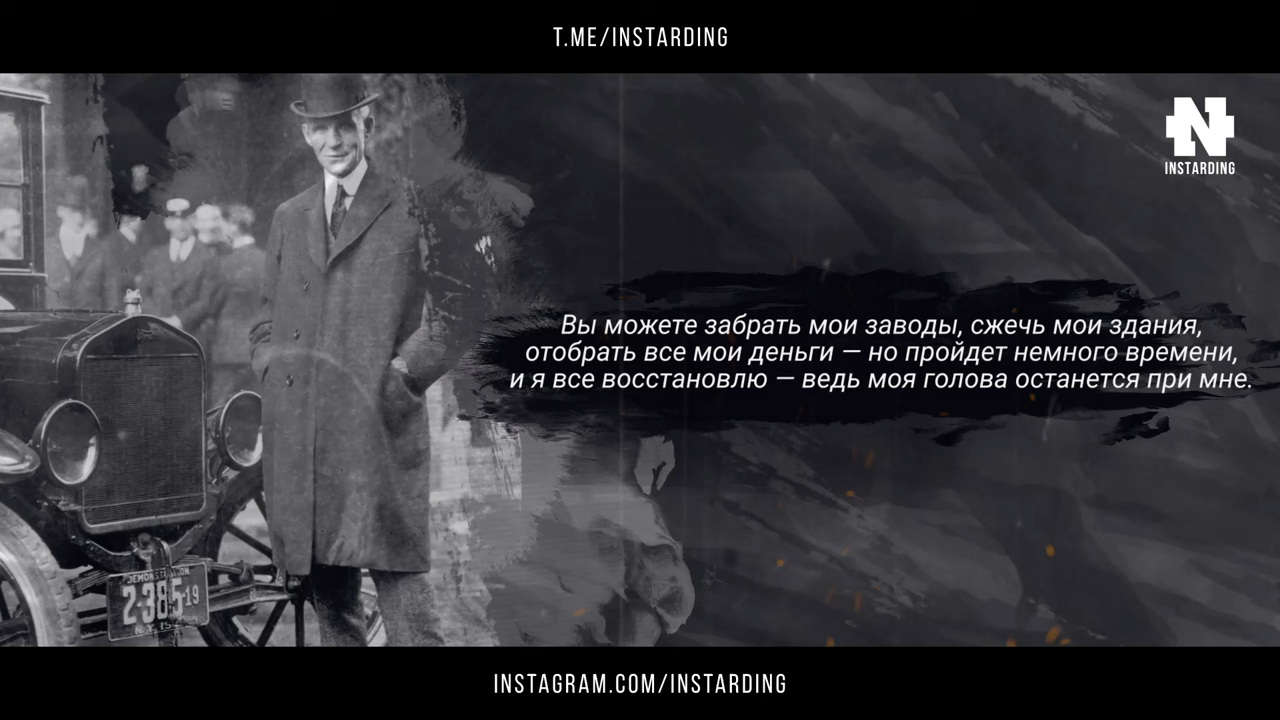 T.ME/INSTARDING
N
INSTARDING
Вы можете забрать мои заводы, сжечь мои здания,
отобрать все мои деньги — но пройдет немного времени,
и я все восстановлю — ведь моя голова останется при мне.
DEMONSTRATION
2·385 19
INSTAGRAM.COM/INSTARDING